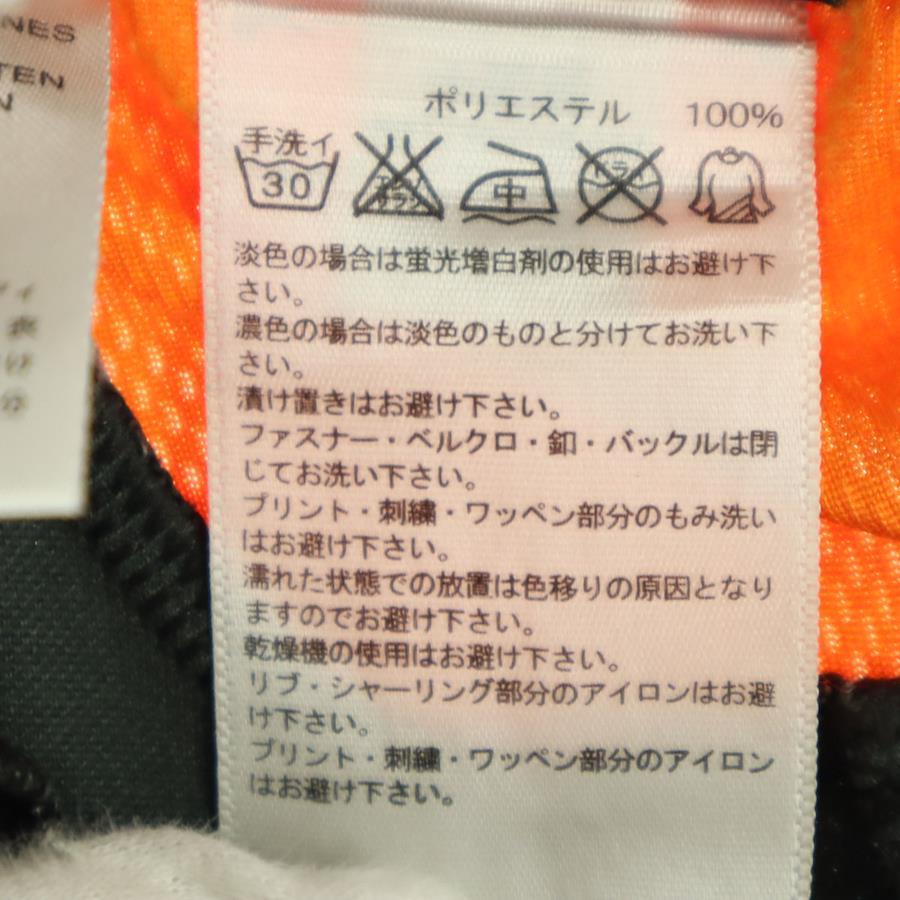 ポリエステル 100%
手洗イ
30
中
淡色の場合は蛍光増白剤の使用はお避け下
さい。
濃色の場合は淡色のものと分けてお洗い下
さい。
漬け置きはお避け下さい。
ファスナー・ベルクロ・釦・バックルは閉
じてお洗い下さい。
プリント・刺繍・ワッペン部分のもみ洗い
はお避け下さい。
濡れた状態での放置は色移りの原因となり
ますのでお避け下さい。
乾燥機の使用はお避け下さい。
リブ・シャーリング部分のアイロンはお避
け下さい。
プリント・刺繍・ワッペン部分のアイロン
はお避け下さい。